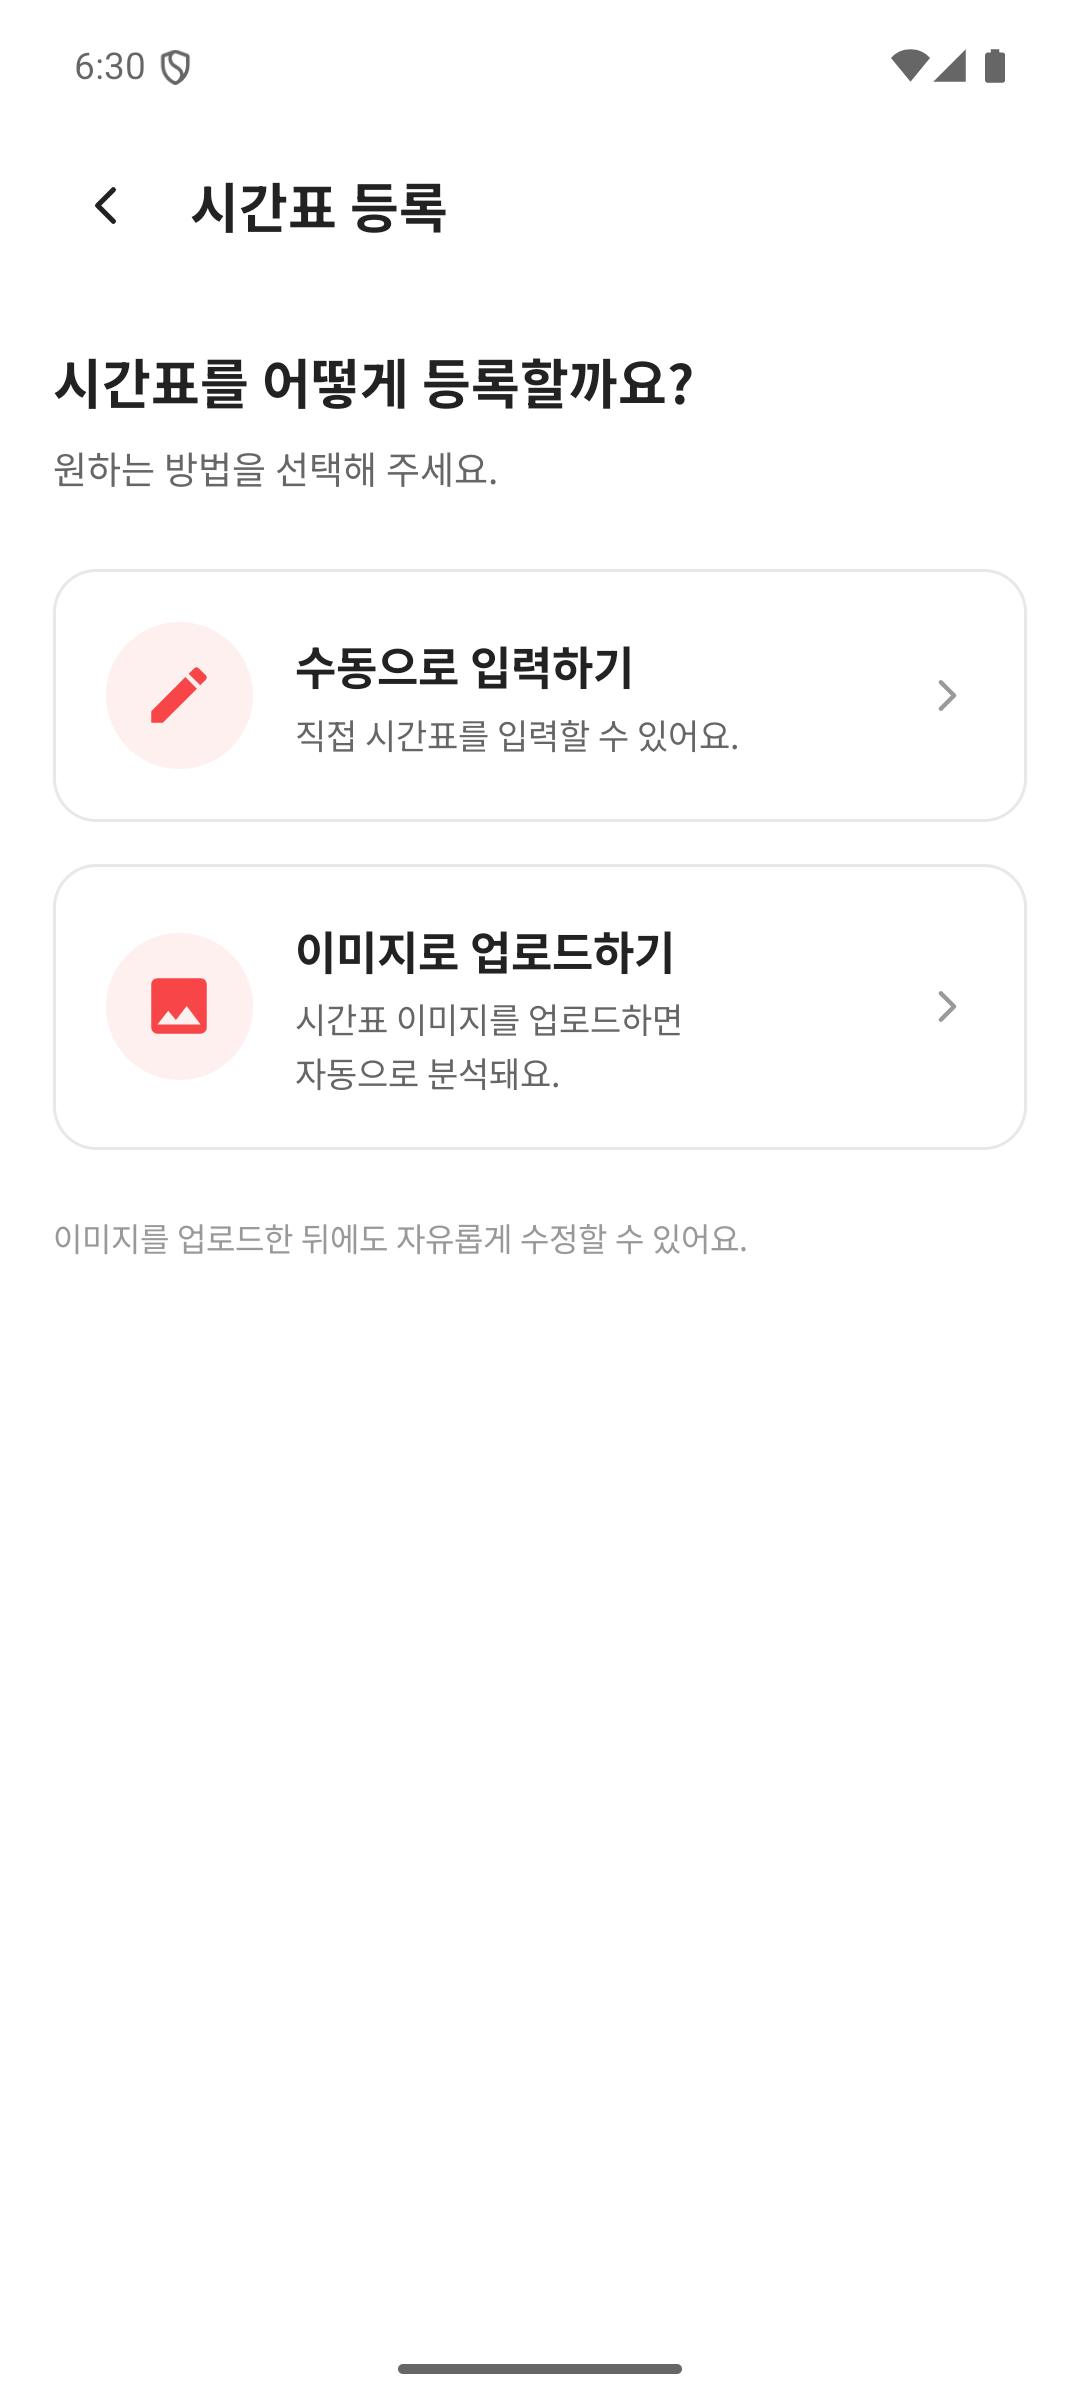 6:30
시간표 등록
시간표를 어떻게 등록할까요?
원하는 방법을 선택해 주세요.
수동으로 입력하기
직접 시간표를 입력할 수 있어요.
이미지로 업로드하기
시간표 이미지를 업로드하면
자동으로 분석돼요.
이미지를 업로드한 뒤에도 자유롭게 수정할 수 있어요.